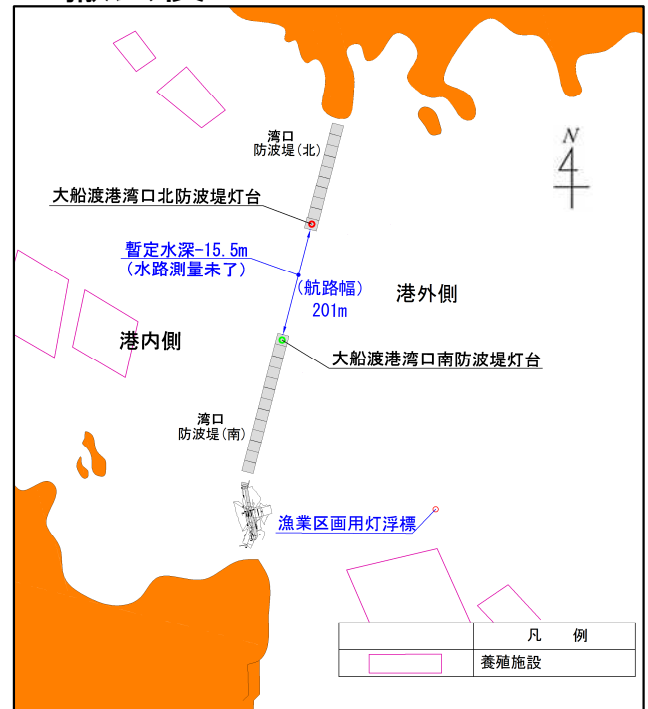 湾口
防波堤(北)
N
大船渡港湾口北防波堤灯台
暫定水深-15.5m
(水路測量未了)
(航路幅)
201m
港外側
港内側
大船渡港湾口南防波堤灯台
湾口
防波堤(南)
漁業区画用灯浮標
凡 例
養殖施設